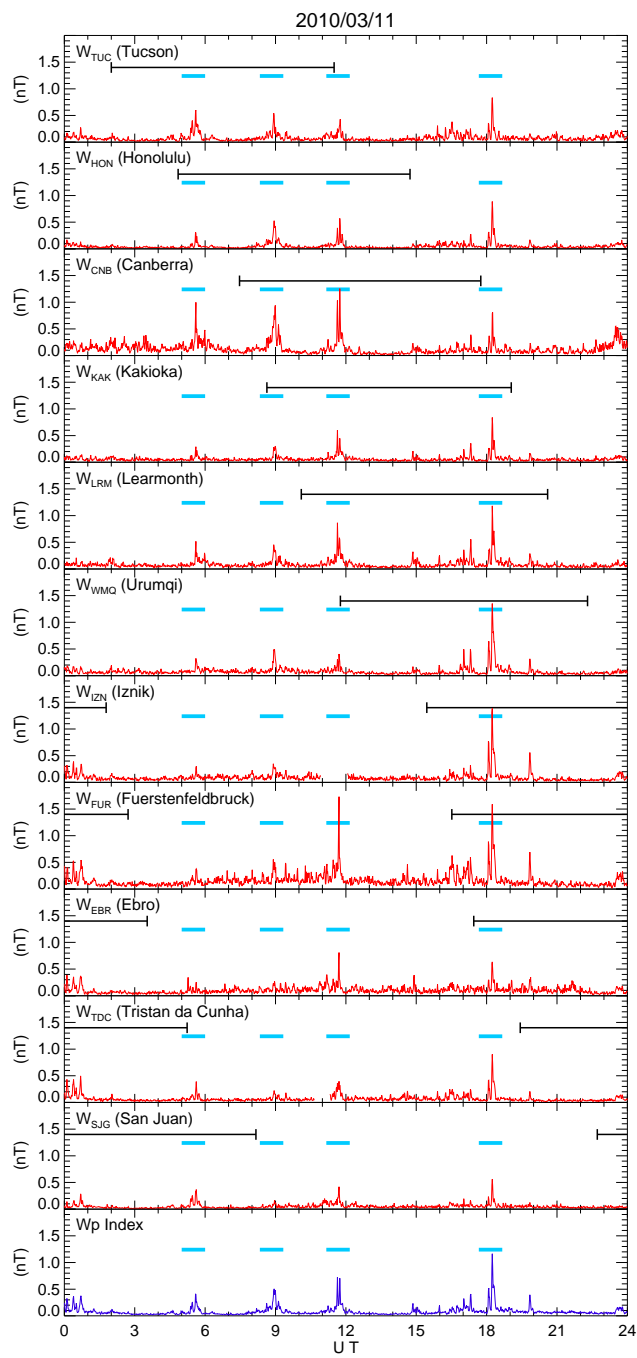 2010/03/11
W_TUC (Tucson)
(nT)
1.5
1.0
0.5
0.0
W_HON (Honolulu)
(nT)
1.5
1.0
0.5
0.0
W_CNB (Canberra)
(nT)
1.5
1.0
0.5
0.0
W_KAK (Kakioka)
(nT)
1.5
1.0
0.5
0.0
W_LRM (Learmonth)
(nT)
1.5
1.0
0.5
0.0
W_WMQ (Urumqi)
(nT)
1.5
1.0
0.5
0.0
W_IZN (Iznik)
(nT)
1.5
1.0
0.5
0.0
W_FUR (Fuerstenfeldbruck)
(nT)
1.5
1.0
0.5
0.0
W_EBR (Ebro)
(nT)
1.5
1.0
0.5
0.0
W_TDC (Tristan da Cunha)
(nT)
1.5
1.0
0.5
0.0
W_SJG (San Juan)
(nT)
1.5
1.0
0.5
0.0
Wp Index
(nT)
1.5
1.0
0.5
0.0
0 3 6 9 12 15 18 21 24
U T